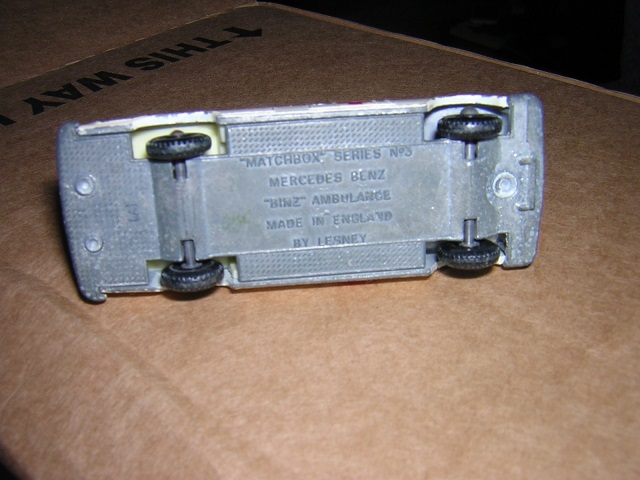 THIS WAY
"MATCHBOX" SERIES Nº3
MERCEDES BENZ
"BINZ" AMBULANCE
MADE IN ENGLAND
BY LESNEY